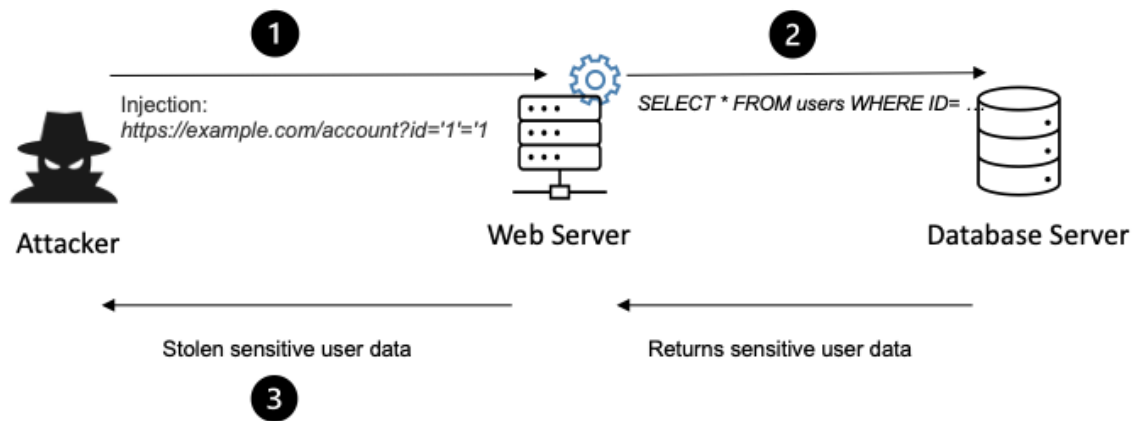 1
2
Injection:
https://example.com/account?id='1'='1
SELECT * FROM users WHERE ID= ...
Attacker
Web Server
Database Server
Stolen sensitive user data
Returns sensitive user data
3